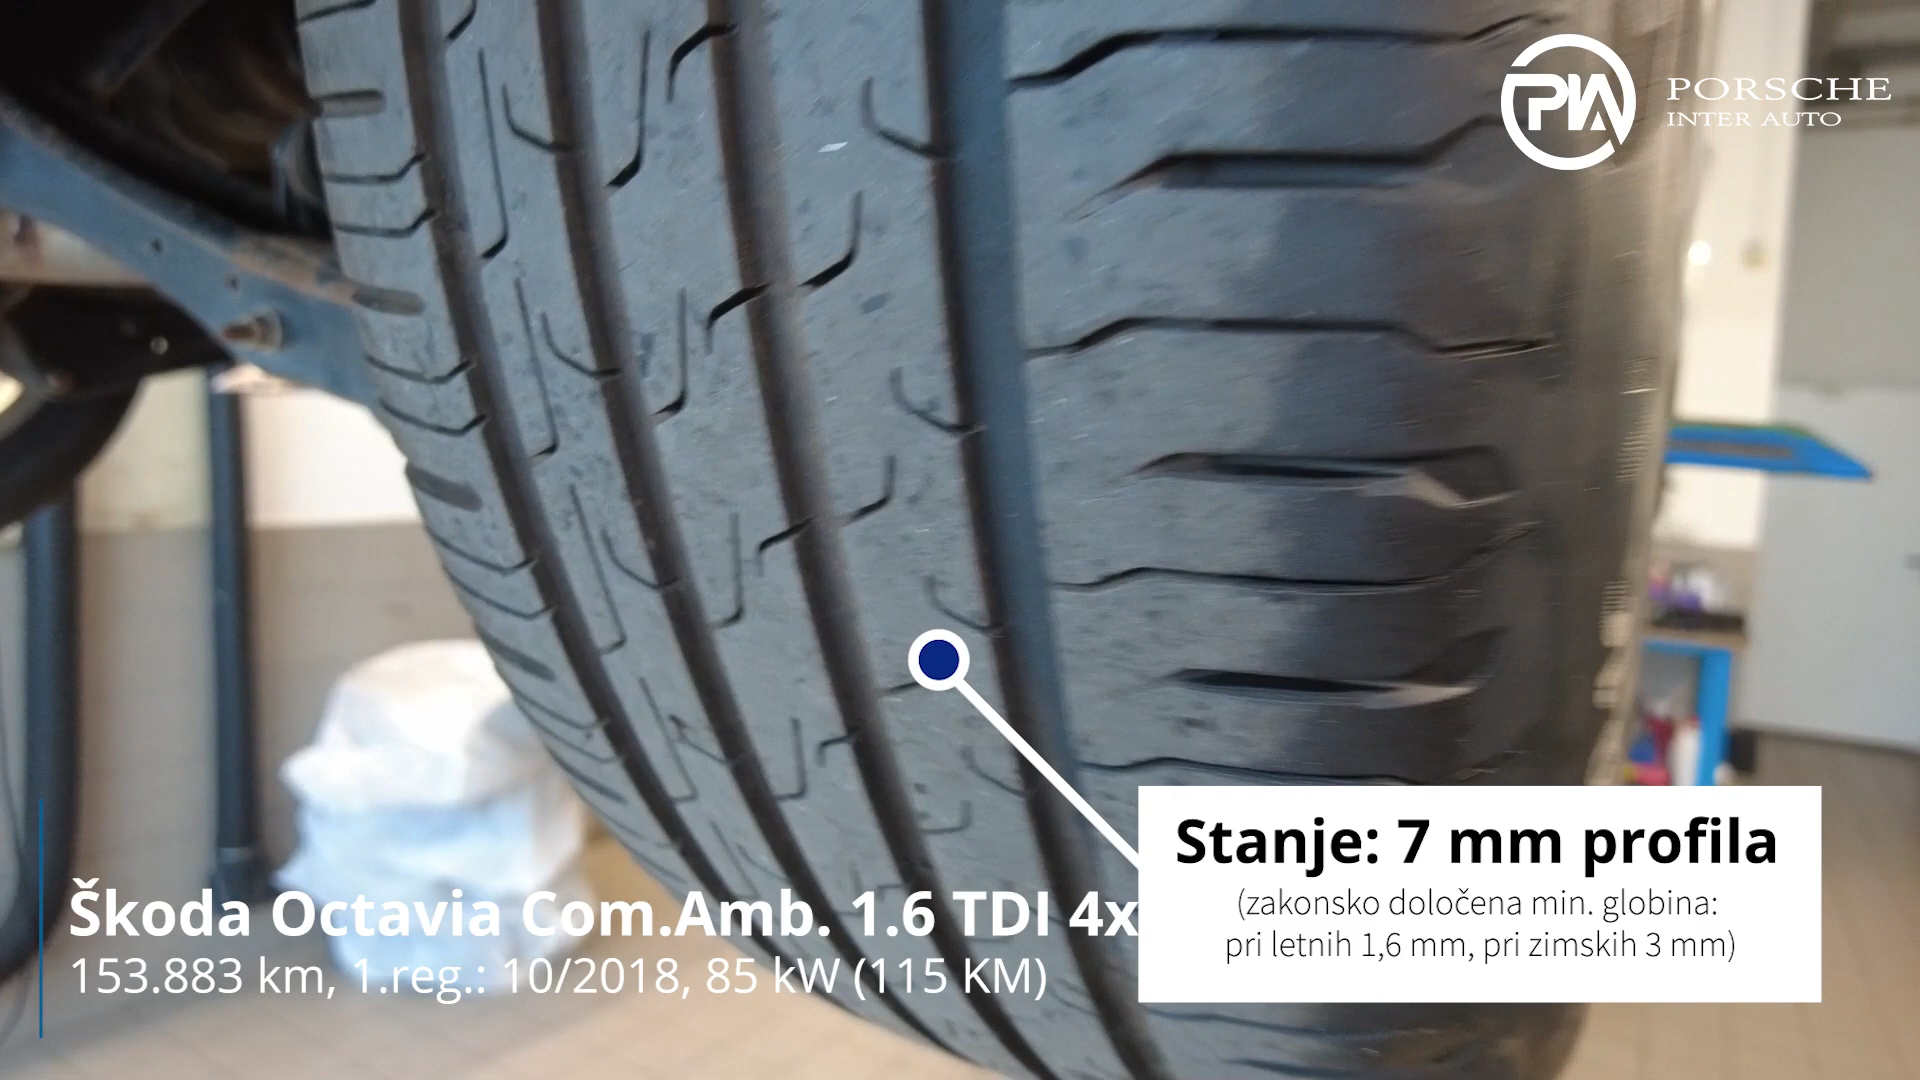 PIA
PORSCHE
INTER AUTO
Stanje: 7 mm profila
(zakonsko določena min. globina:
pri letnih 1,6 mm, pri zimskih 3 mm)
Škoda Octavia Com.Amb. 1.6 TDI 4x
153.883 km, 1.reg.: 10/2018, 85 kW (115 KM)